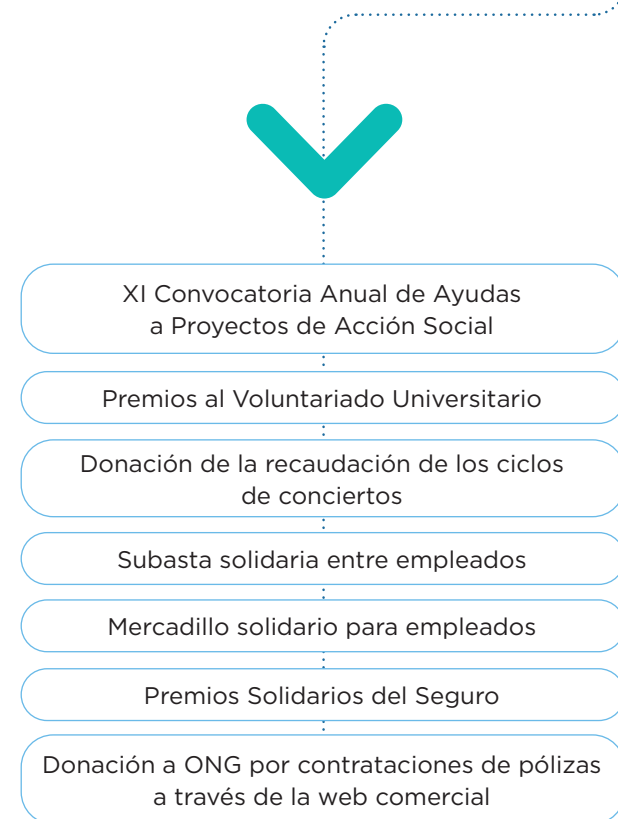 XI Convocatoria Anual de Ayudas
a Proyectos de Acción Social
Premios al Voluntariado Universitario
Donación de la recaudación de los ciclos
de conciertos
Subasta solidaria entre empleados
Mercadillo solidario para empleados
Premios Solidarios del Seguro
Donación a ONG por contrataciones de pólizas
a través de la web comercial